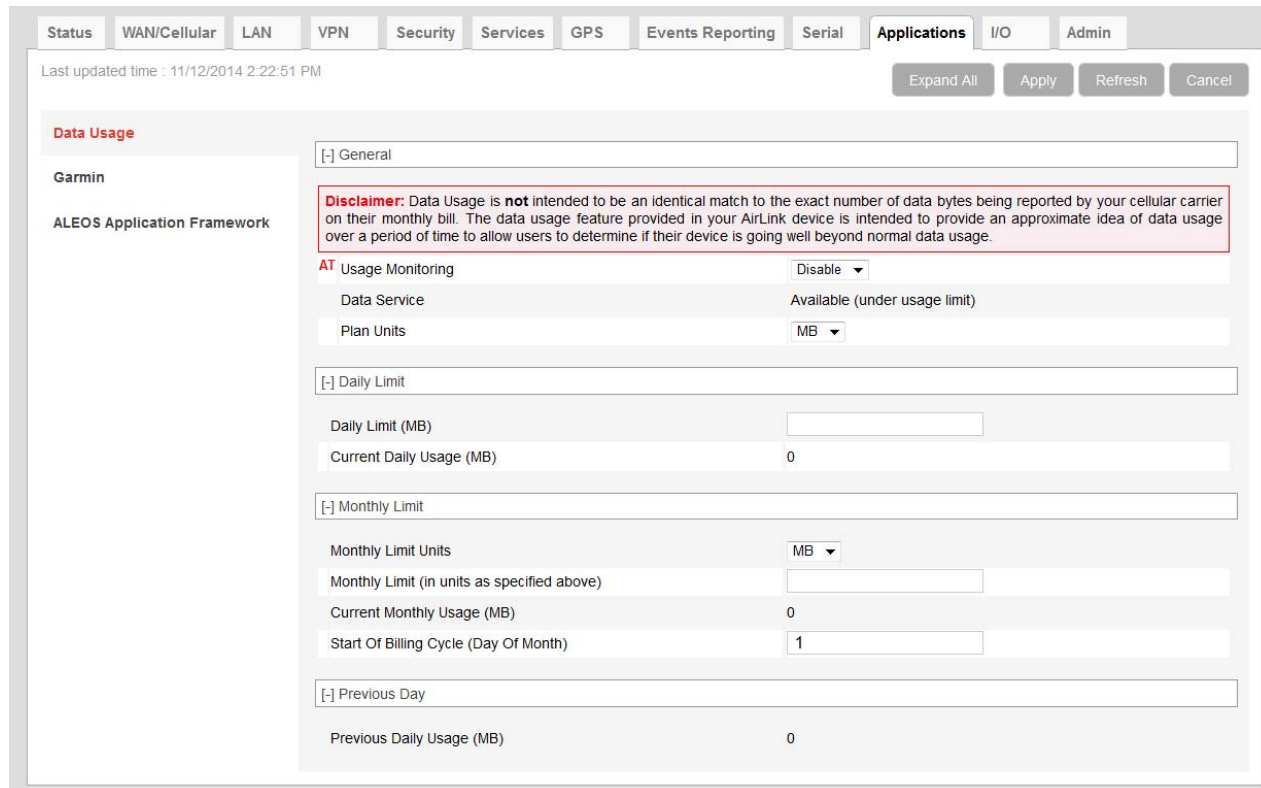 Status WAN/Cellular LAN VPN Security Services GPS Events Reporting Serial Applications I/O Admin
Last updated time : 11/12/2014 2:22:51 PM
Expand All Apply Refresh Cancel
Data Usage
Garmin
ALEOS Application Framework
[-] General
Disclaimer: Data Usage is not intended to be an identical match to the exact number of data bytes being reported by your cellular carrier
on their monthly bill. The data usage feature provided in your AirLink device is intended to provide an approximate idea of data usage
over a period of time to allow users to determine if their device is going well beyond normal data usage.
AT Usage Monitoring Disable
Data Service Available (under usage limit)
Plan Units MB
[-] Daily Limit
Daily Limit (MB)
Current Daily Usage (MB) 0
[-] Monthly Limit
Monthly Limit Units MB
Monthly Limit (in units as specified above)
Current Monthly Usage (MB) 0
Start Of Billing Cycle (Day Of Month) 1
[-] Previous Day
Previous Daily Usage (MB) 0